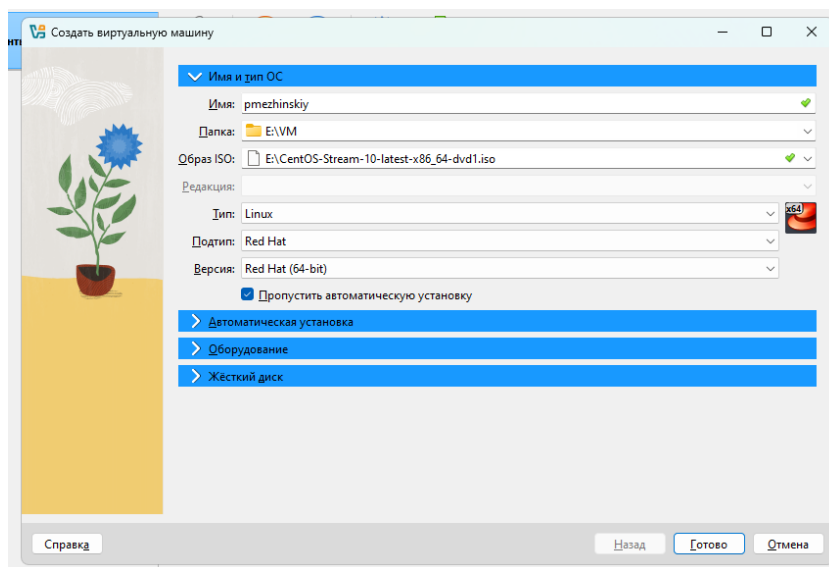 Создать виртуальную машину
Имя и тип ОС
Имя: pmezhinskiy
Папка: E:\VM
Образ ISO: E:\CentOS-Stream-10-latest-x86_64-dvd1.iso
Редакция:
Тип: Linux
x64
Подтип: Red Hat
Версия: Red Hat (64-bit)
Пропустить автоматическую установку
Автоматическая установка
Оборудование
Жёсткий диск
Справка Назад Готово Отмена